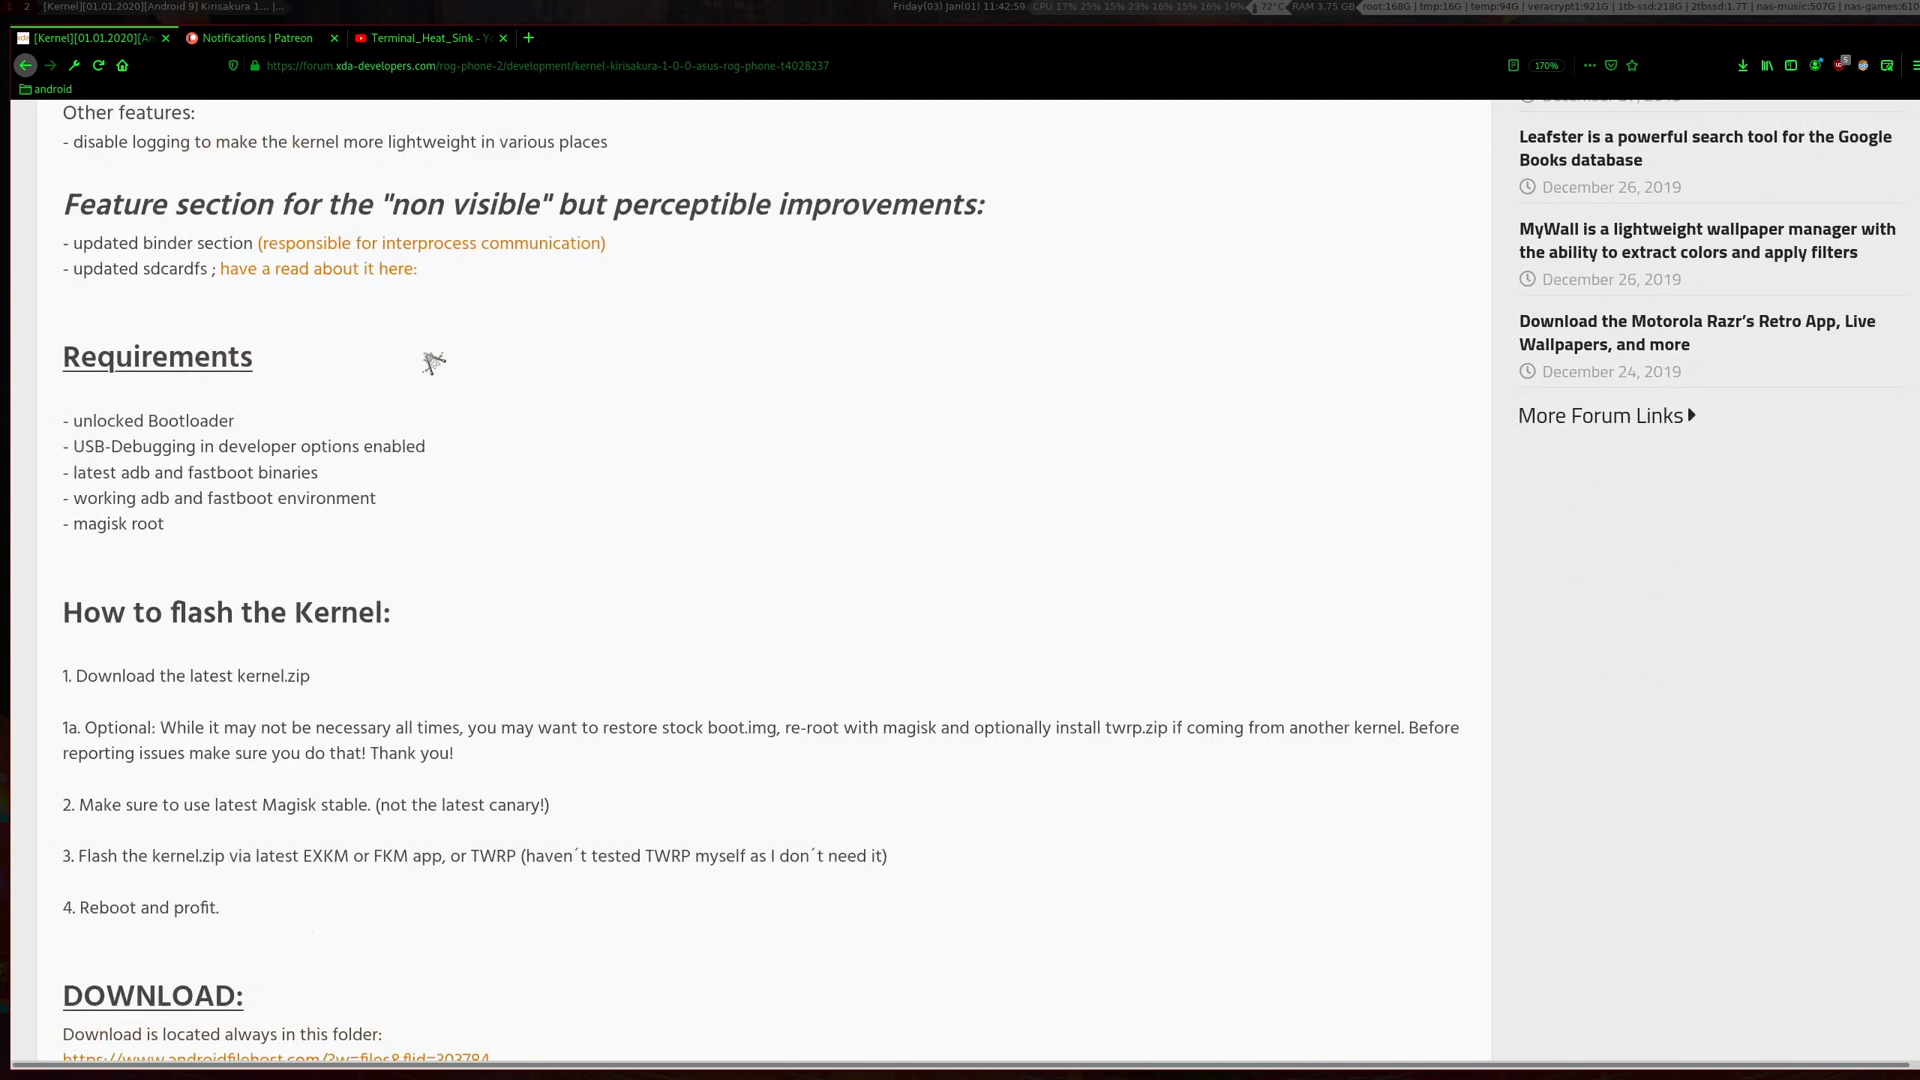 1 2 [Kernel][01.01.2020][Android 9] Kirisakura 1... |... Friday(03) Jan(01) 11:42:59 CPU 17% 25% 15% 23% 16% 15% 16% 19% 72°C RAM 3.75 GB root:168G | tmp:16G | temp:94G | veracrypt1:921G | 1tb-ssd:218G | 2tbssd:1.7T | nas-music:507G | nas-games:610
[Kernel][01.01.2020][An Notifications | Patreon Terminal_Heat_Sink - Yo
https://forum.xda-developers.com/rog-phone-2/development/kernel-kirisakura-1-0-0-asus-rog-phone-t4028237 170% 5
android
Other features:
- disable logging to make the kernel more lightweight in various places
Feature section for the "non visible" but perceptible improvements:
- updated binder section (responsible for interprocess communication)
- updated sdcardfs ; have a read about it here:
Requirements
- unlocked Bootloader
- USB-Debugging in developer options enabled
- latest adb and fastboot binaries
- working adb and fastboot environment
- magisk root
How to flash the Kernel:
1. Download the latest kernel.zip
1a. Optional: While it may not be necessary all times, you may want to restore stock boot.img, re-root with magisk and optionally install twrp.zip if coming from another kernel. Before
reporting issues make sure you do that! Thank you!
2. Make sure to use latest Magisk stable. (not the latest canary!)
3. Flash the kernel.zip via latest EXKM or FKM app, or TWRP (haven´t tested TWRP myself as I don´t need it)
4. Reboot and profit.
DOWNLOAD:
Download is located always in this folder:
https://www.androidfilehost.com/?w=files&flid=303784
Leafster is a powerful search tool for the Google
Books database
December 26, 2019
MyWall is a lightweight wallpaper manager with
the ability to extract colors and apply filters
December 26, 2019
Download the Motorola Razr’s Retro App, Live
Wallpapers, and more
December 24, 2019
More Forum Links